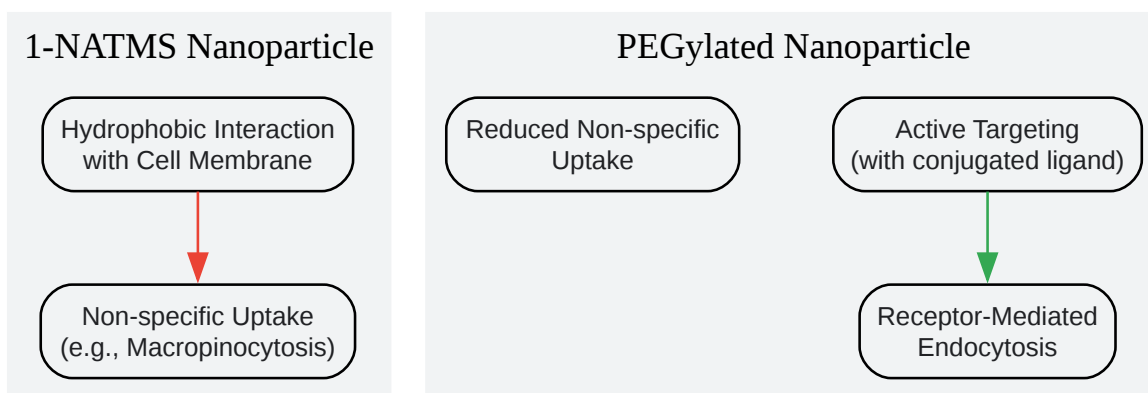 1-NATMS Nanoparticle
Hydrophobic Interaction
with Cell Membrane
Non-specific Uptake
(e.g., Macropinocytosis)
PEGylated Nanoparticle
Reduced Non-specific
Uptake
Active Targeting
(with conjugated ligand)
Receptor-Mediated
Endocytosis